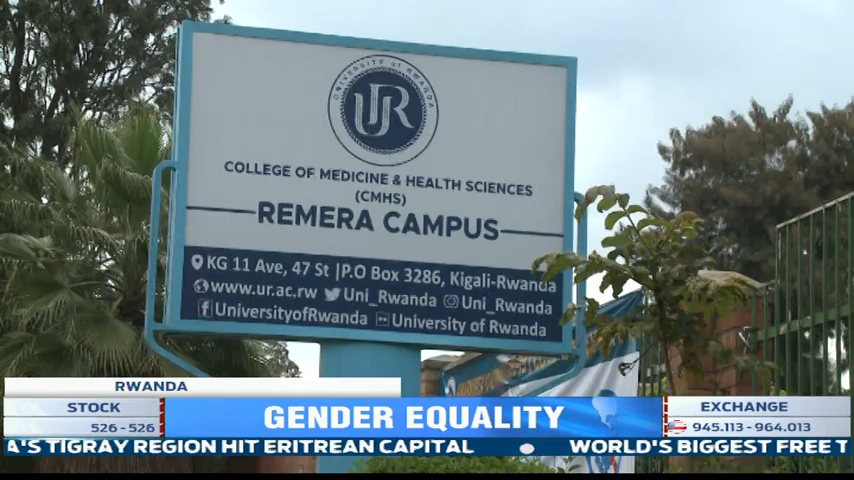 UNIVERSITY of RWANDA
UR
COLLEGE OF MEDICINE & HEALTH SCIENCES
(CMHS)
REMERA CAMPUS
KG 11 Ave, 47 St | P.O Box 3286, Kigali-Rwanda
www.ur.ac.rw Uni_Rwanda Uni_Rwanda
UniversityofRwanda University of Rwanda
RWANDA
STOCK
526 - 526
GENDER EQUALITY
EXCHANGE
945.113 - 964.013
A'S TIGRAY REGION HIT ERITREAN CAPITAL
WORLD'S BIGGEST FREE T